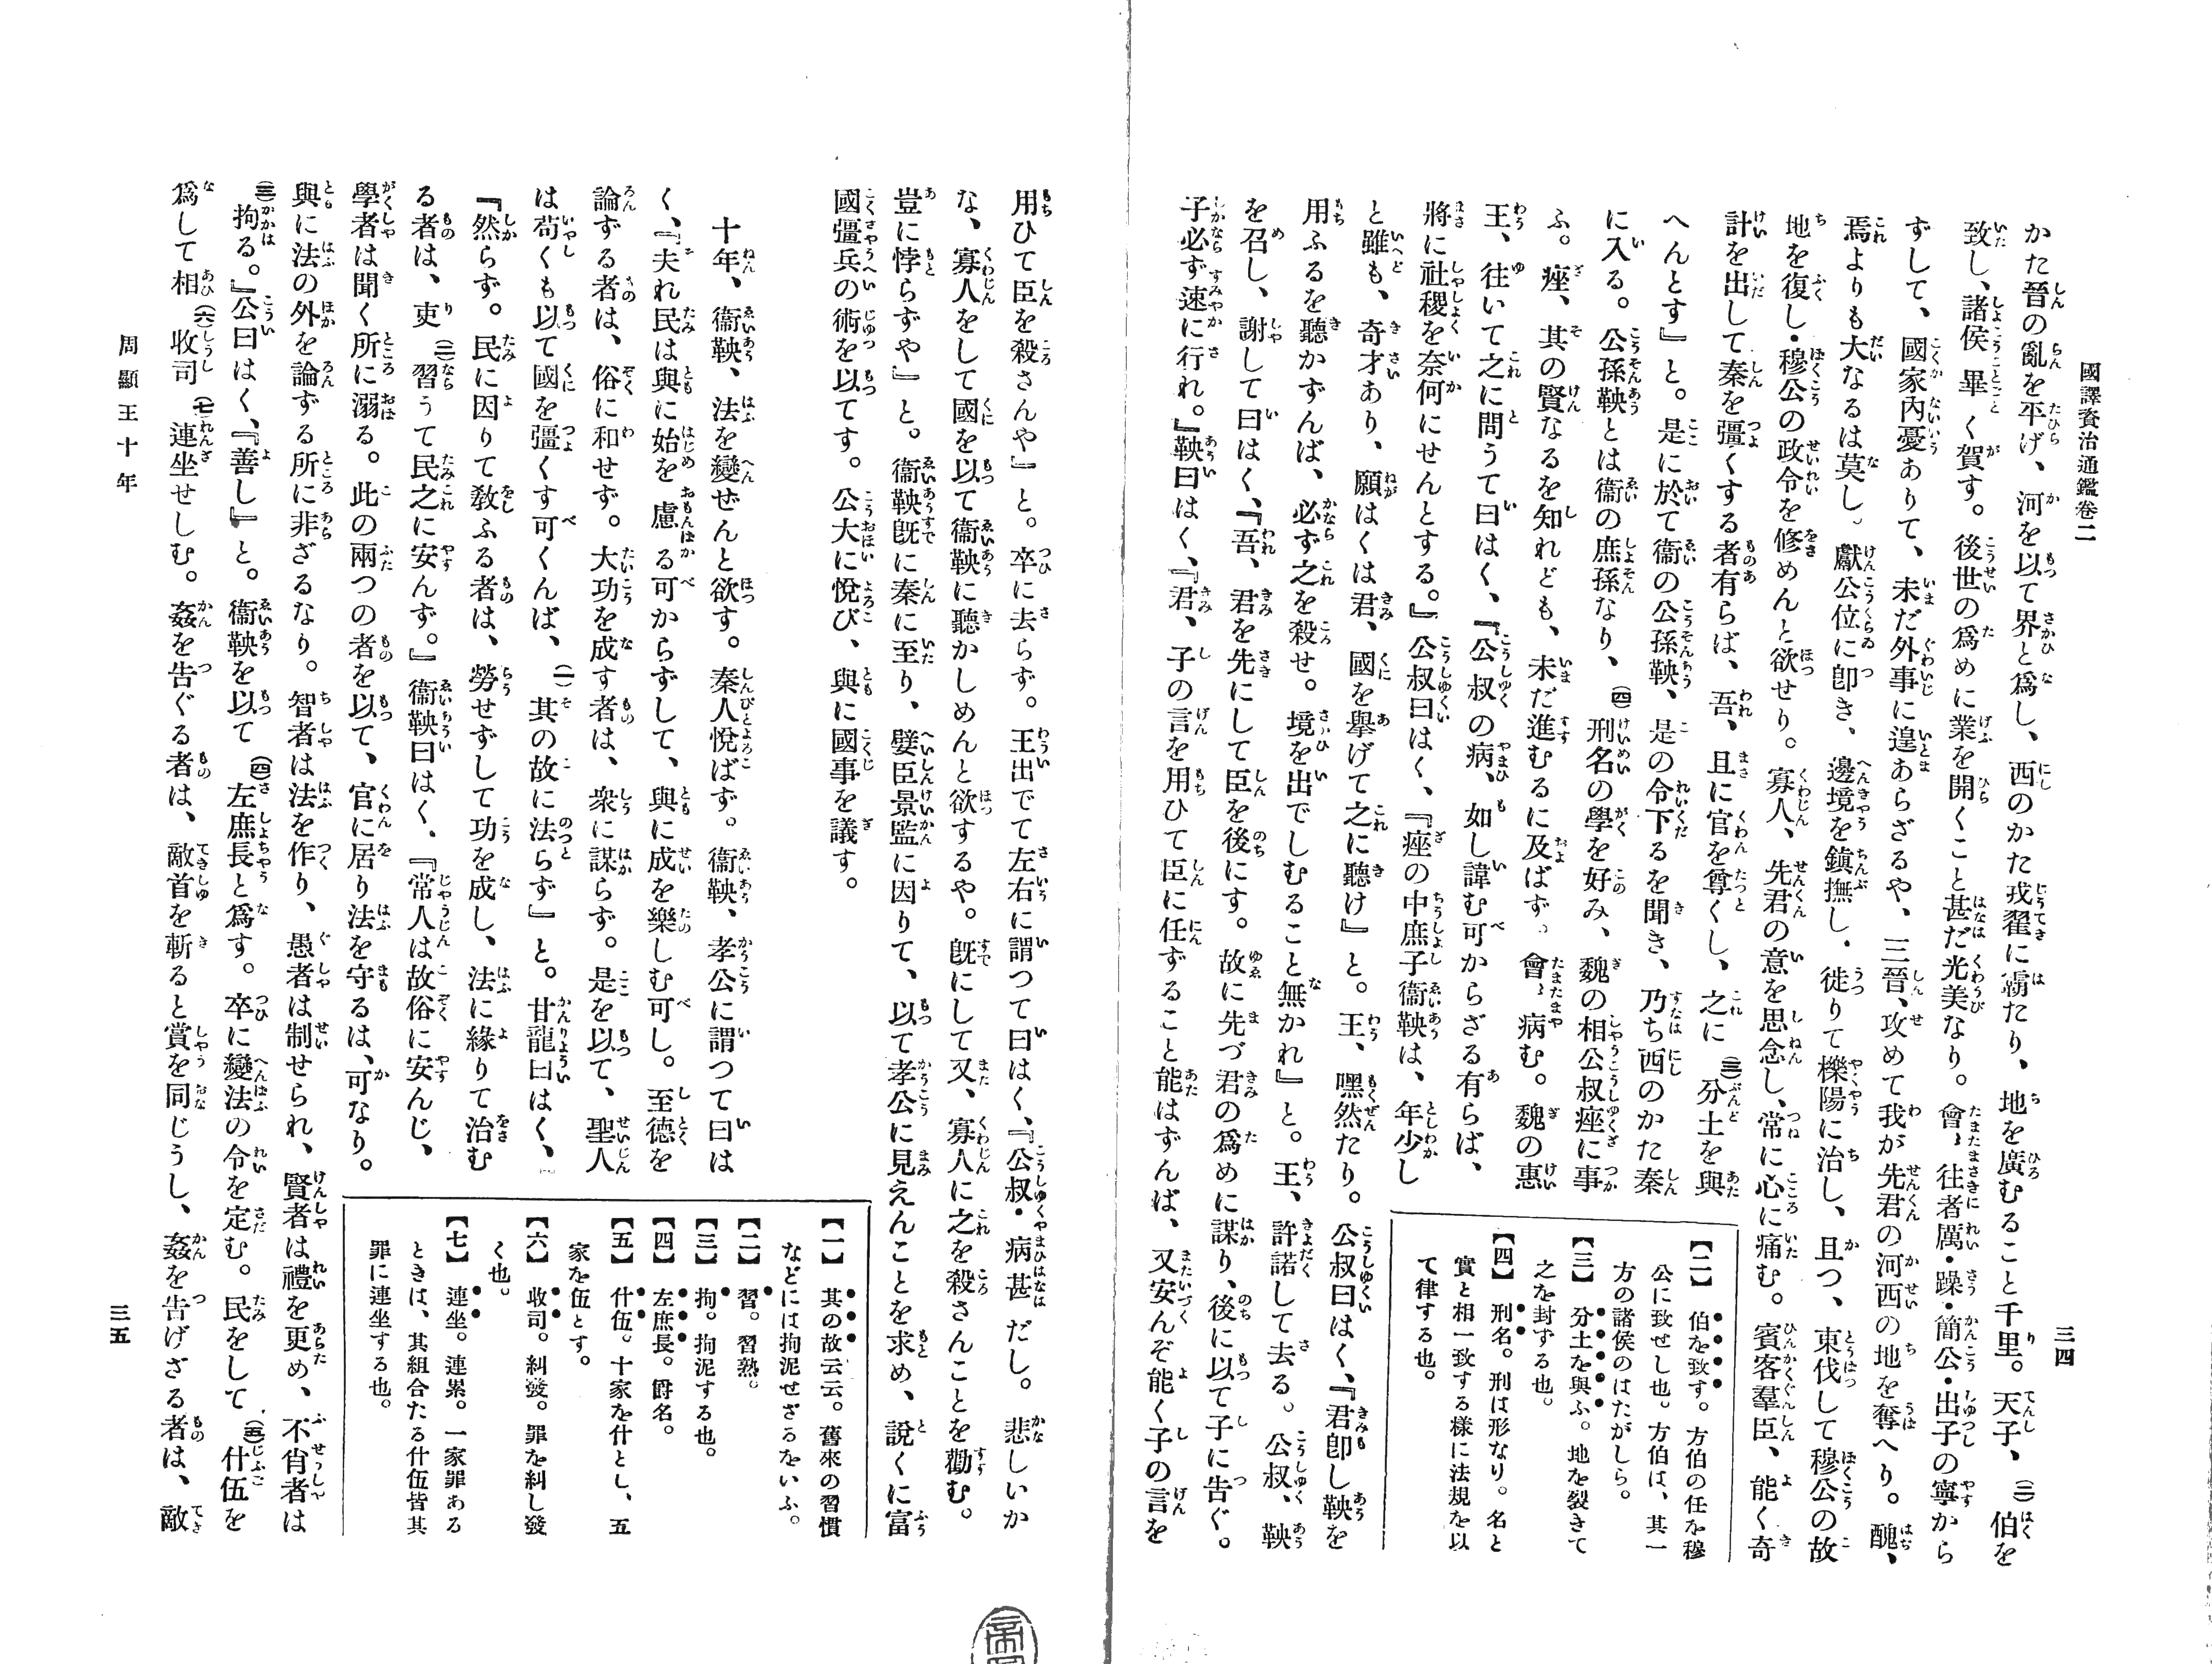 國譯資治通鑑卷二
三四
かた晉の亂を平げ、河を以て界と爲し、西のかた戎翟に霸たり、地を廣むること千里。天子、(二)伯を
致し、諸侯畢く賀す。後世の爲めに業を開くこと甚だ光美なり。會〻往者厲・躁・簡公・出子の寧から
ずして、國家內憂ありて、未だ外事に遑あらざるや、三晉、攻めて我が先君の河西の地を奪へり。醜、
焉よりも大なるは莫し。獻公位に卽き、邊境を鎭撫し・徙りて櫟陽に治し、且つ、東伐して穆公の故
地を復し・穆公の政令を修めんと欲せり。寡人、先君の意を思念し、常に心に痛む。賓客羣臣、能く奇
計を出して秦を彊くする者有らば、吾、且に官を尊くし、之に(三)分土を與
へんとす』と。是に於て衞の公孫鞅、是の令下るを聞き、乃ち西のかた秦
に入る。公孫鞅とは衞の庶孫なり、(四)刑名の學を好み、魏の相公叔痤に事
ふ。痤、其の賢なるを知れども、未だ進むるに及ばず。會〻病む。魏の惠
王、往いて之に問うて曰はく、『公叔の病、如し諱む可からざる有らば、
將に社稷を奈何にせんとする。』公叔曰はく、『痤の中庶子衞鞅は、年少し
と雖も、奇才あり、願はくは君、國を擧げて之に聽け』と。王、嘿然たり。公叔曰はく、『君卽し鞅を
用ふるを聽かずんば、必ず之を殺せ。境を出でしむること無かれ』と。王、許諾して去る。公叔、鞅
を召し、謝して曰はく、『吾、君を先にして臣を後にす。故に先づ君の爲めに謀り、後に以て子に告ぐ。
子必ず速に行れ。』鞅曰はく、『君、子の言を用ひて臣に任ずること能はずんば、又安んぞ能く子の言を
【二】伯を致す。方伯の任を穆
公に致せし也。方伯は、其一
方の諸侯のはたがしら。
【三】分土を與ふ。地を裂きて
之を封ずる也。
【四】刑名。刑は形なり。名と
實と相一致する樣に法規を以
て律する也。
用ひて臣を殺さんや』と。卒に去らず。王出でて左右に謂つて曰はく、『公叔・病甚だし。悲しいか
な、寡人をして國を以て衞鞅に聽かしめんと欲するや。旣にして又、寡人に之を殺さんことを勸む。
豈に悖らずや』と。衞鞅旣に秦に至り、嬖臣景監に因りて、以て孝公に見えんことを求め、說くに富
國彊兵の術を以てす。公大に悅び、與に國事を議す。
十年、衞鞅、法を變ぜんと欲す。秦人悅ばず。衞鞅、孝公に謂つて曰は
く、『夫れ民は與に始を慮る可からずして、與に成を樂しむ可し。至德を
論ずる者は、俗に和せず。大功を成す者は、衆に謀らず。是を以て、聖人
は苟くも以て國を彊くす可くんば、(一)其の故に法らず』と。甘龍曰はく、
『然らず。民に因りて敎ふる者は、勞せずして功を成し、法に緣りて治む
る者は、吏(二)習うて民之に安んず。』衞鞅曰はく、『常人は故俗に安んじ、
學者は聞く所に溺る。此の兩つの者を以て、官に居り法を守るは、可なり。
與に法の外を論ずる所に非ざるなり。智者は法を作り、愚者は制せられ、賢者は禮を更め、不肖者は
(三)拘る。』公曰はく、『善し』と。衞鞅を以て(四)左庶長と爲す。卒に變法の令を定む。民をして(五)什伍を
爲して相(六)收司(七)連坐せしむ。姦を告ぐる者は、敵首を斬ると賞を同じうし、姦を告げざる者は、敵
【一】其の故云云。舊來の習慣
などには拘泥せざるをいふ。
【二】習。習熟。
【三】拘。拘泥する也。
【四】左庶長。爵名。
【五】什伍。十家を什とし、五
家を伍とす。
【六】收司。糾發。罪を糾し發
く也。
【七】連坐。連累。一家罪ある
ときは、其組合たる什伍皆其
罪に連坐する也。
周顯王十年
三五